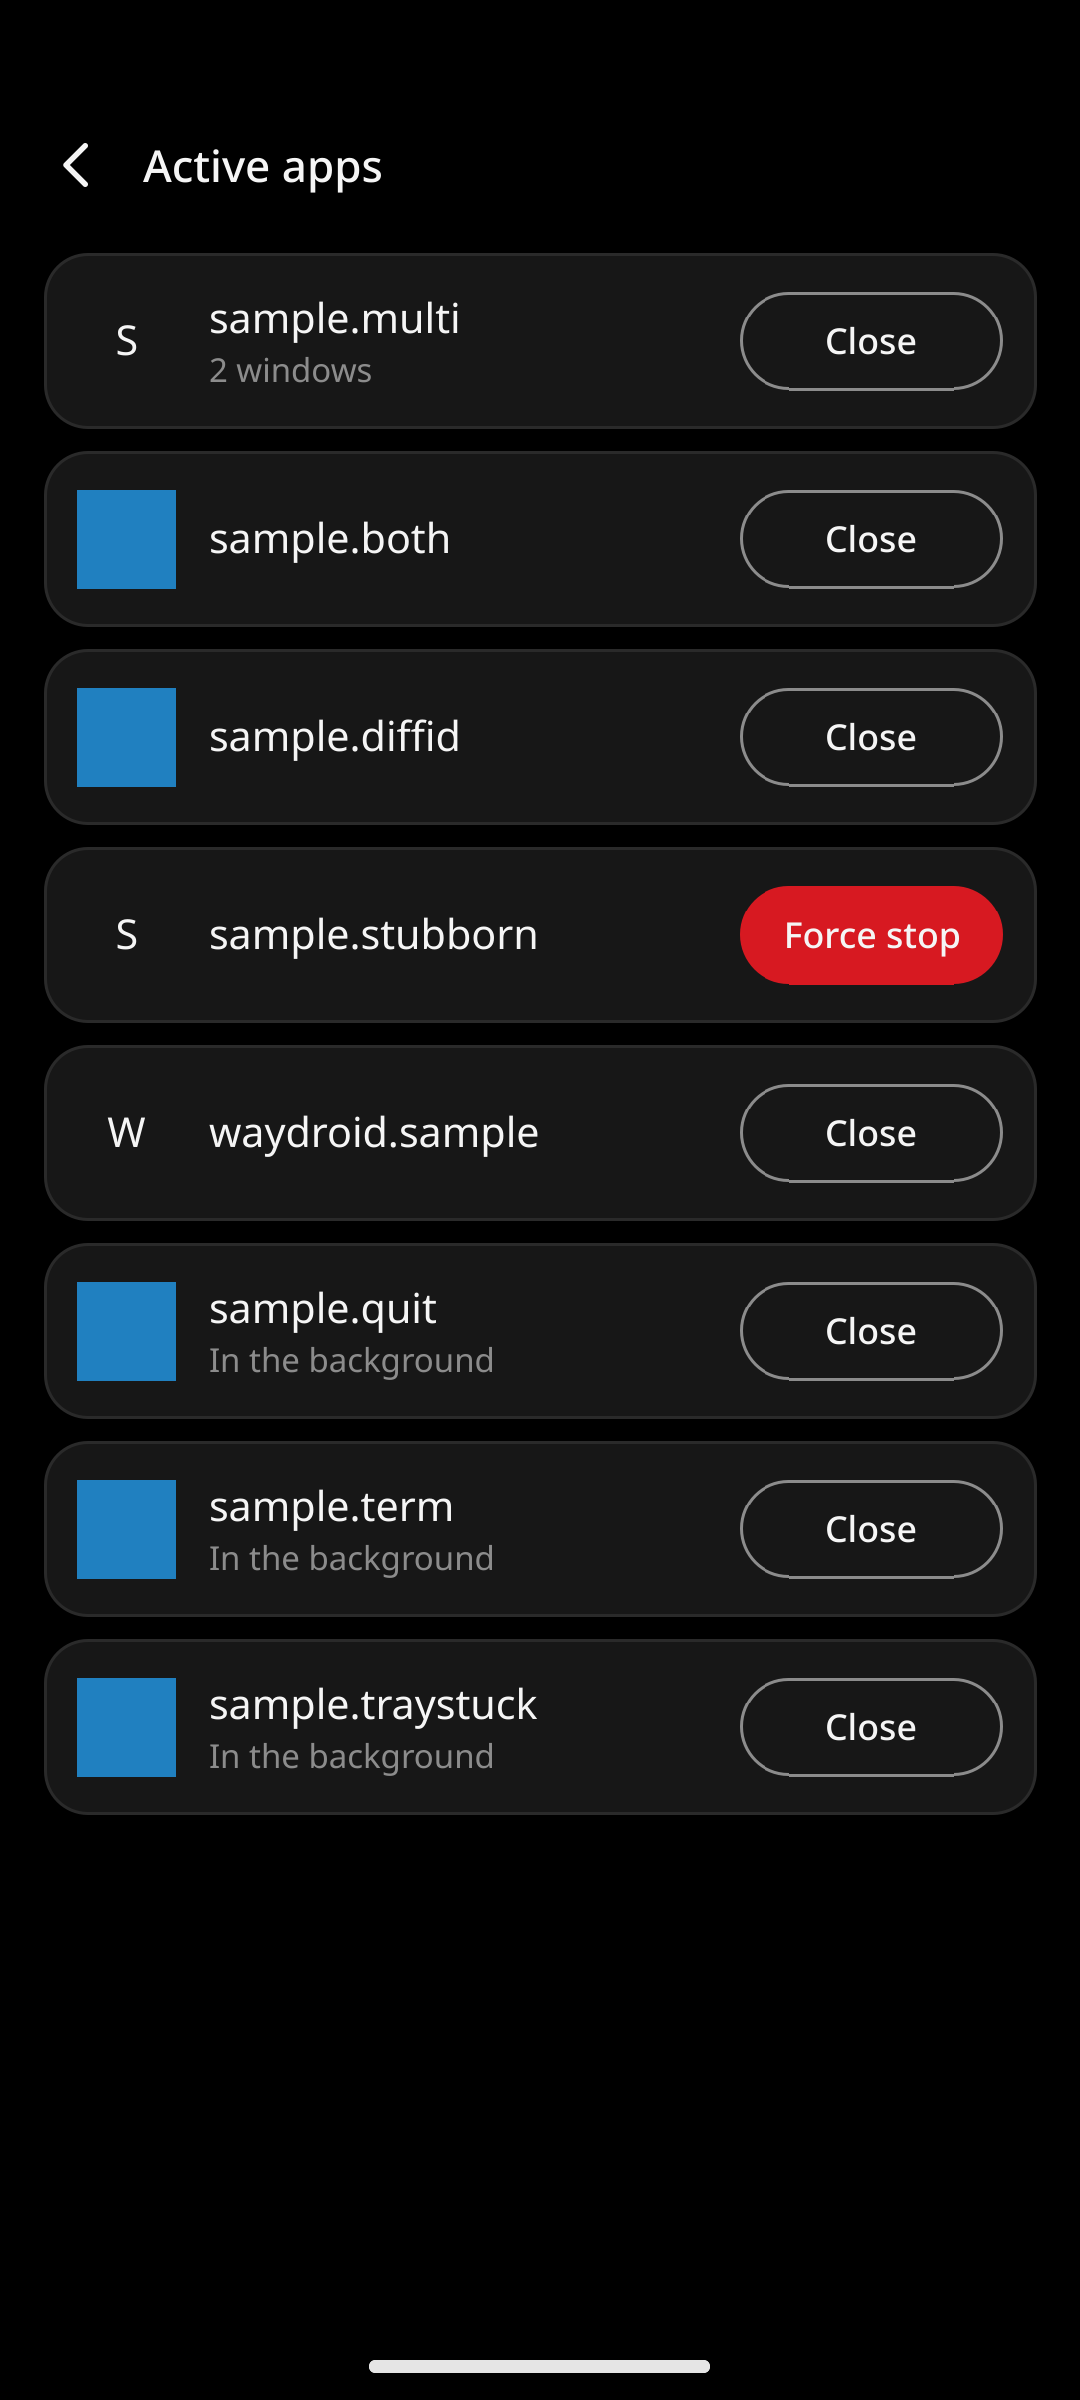 Active apps
S
sample.multi
2 windows
Close
sample.both
Close
sample.diffid
Close
S
sample.stubborn
Force stop
W
waydroid.sample
Close
sample.quit
In the background
Close
sample.term
In the background
Close
sample.traystuck
In the background
Close